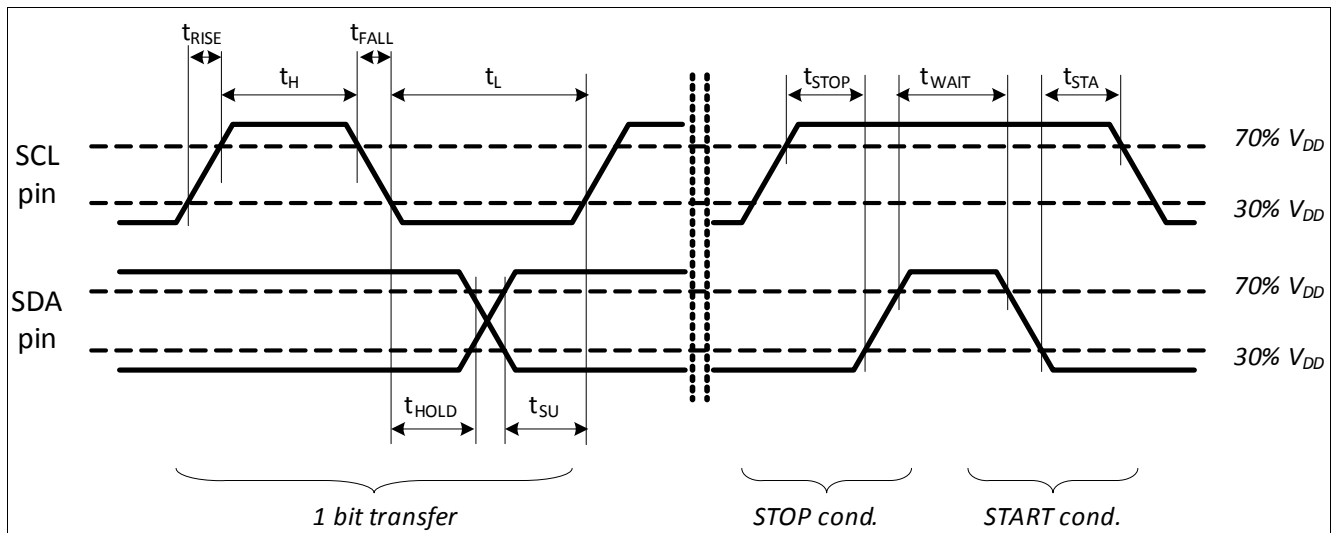 tRISE
tFALL
tH
tL
tSTOP
tWAIT
tSTA
SCL
pin
70% VDD
30% VDD
SDA
pin
70% VDD
30% VDD
tHOLD
tSU
1 bit transfer
STOP cond.
START cond.